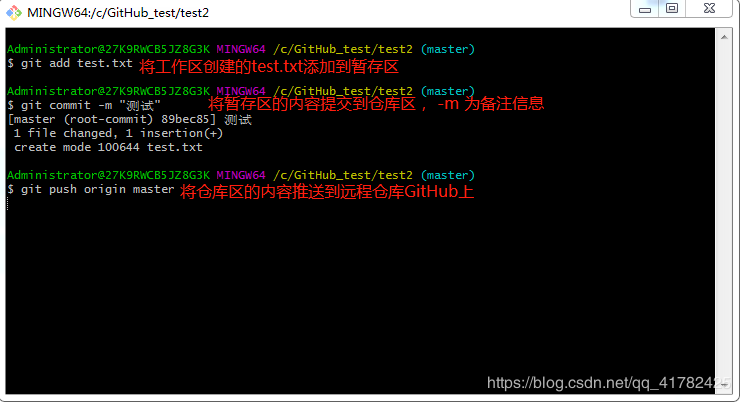 MINGW64:/c/GitHub_test/test2
Administrator@27K9RWCB5JZ8G3K MINGW64 /c/GitHub_test/test2 (master)
$ git add test.txt 将工作区创建的test.txt添加到暂存区
Administrator@27K9RWCB5JZ8G3K MINGW64 /c/GitHub_test/test2 (master)
$ git commit -m "测试" 将暂存区的内容提交到仓库区 ，-m 为备注信息
[master (root-commit) 89bec85] 测试
1 file changed, 1 insertion(+)
create mode 100644 test.txt
Administrator@27K9RWCB5JZ8G3K MINGW64 /c/GitHub_test/test2 (master)
$ git push origin master 将仓库区的内容推送到远程仓库GitHub上
https://blog.csdn.net/qq_41782425